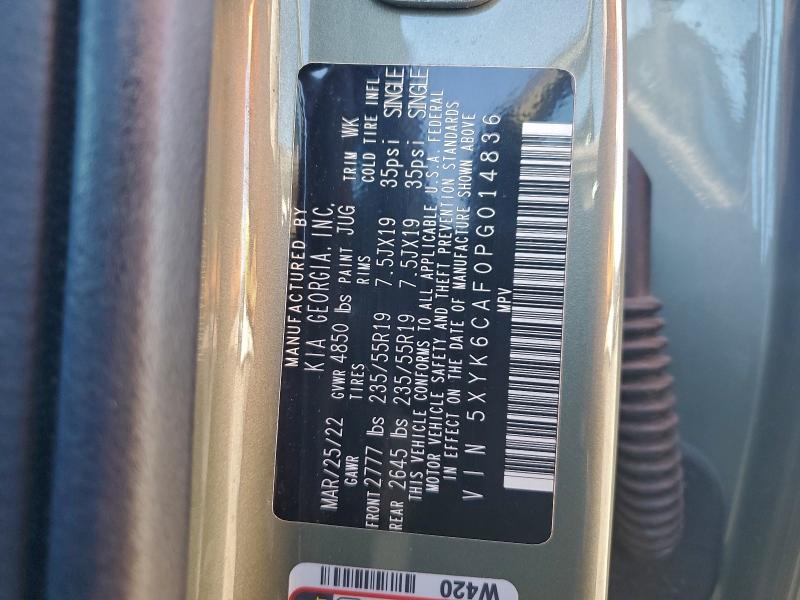 MANUFACTURED BY
KIA GEORGIA, INC.
MAR/25/22 GVWR 4850 lbs PAINT JUG TRIM WK
GAWR TIRES RIMS COLD TIRE INFL
FRONT 2777 lbs 235/55R19 7.5JX19 35psi SINGLE
REAR 2645 lbs 235/55R19 7.5JX19 35psi SINGLE
THIS VEHICLE CONFORMS TO ALL APPLICABLE U.S.A. FEDERAL
MOTOR VEHICLE SAFETY AND THEFT PREVENTION STANDARDS
IN EFFECT ON THE DATE OF MANUFACTURE SHOWN ABOVE
VIN 5XYK6CAF0PG014836
MPV
W420